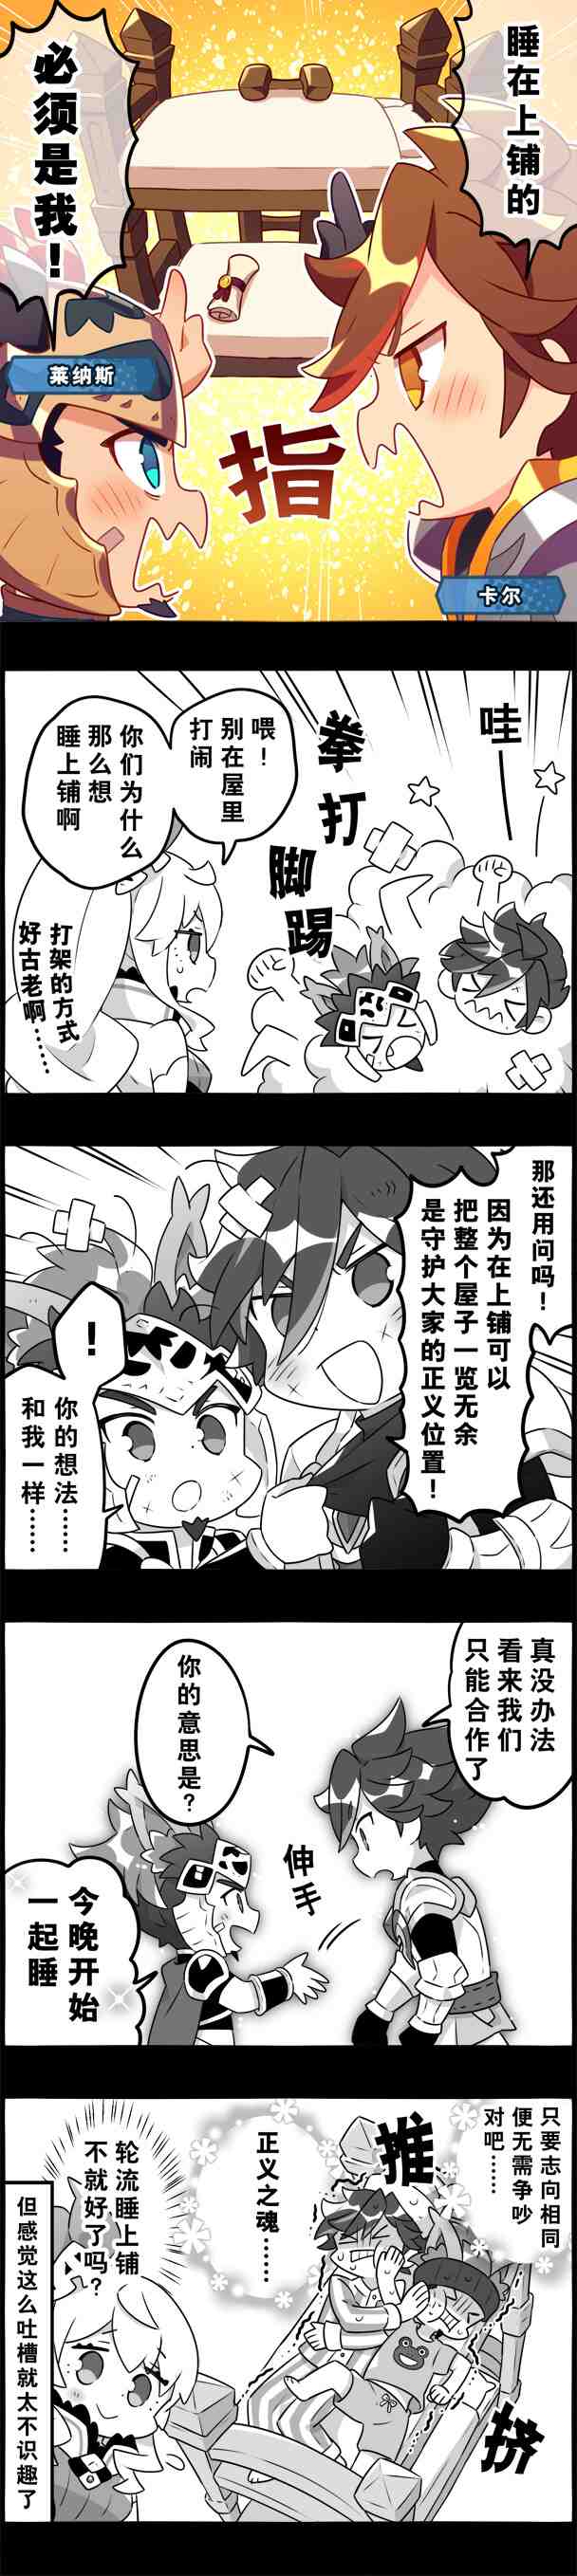 睡在上铺的
必须是我！
莱纳斯
指
卡尔
哇——
拳打脚踢
喂！
别在屋里
打闹
你们为什么
那么想
睡上铺啊
打架的方式
好古老啊……
那还用问吗！
因为在上铺可以
把整个屋子一览无余
是守护大家的正义位置！
！
你的想法……
和我一样……
真没办法
看来我们
只能合作了
你的意思是？
伸手
今晚开始
一起睡
只要志向相同
便无需争吵
对吧……
推
正义之魂……
挤
轮流睡上铺
不就好了吗？
但感觉这么吐槽就太不识趣了